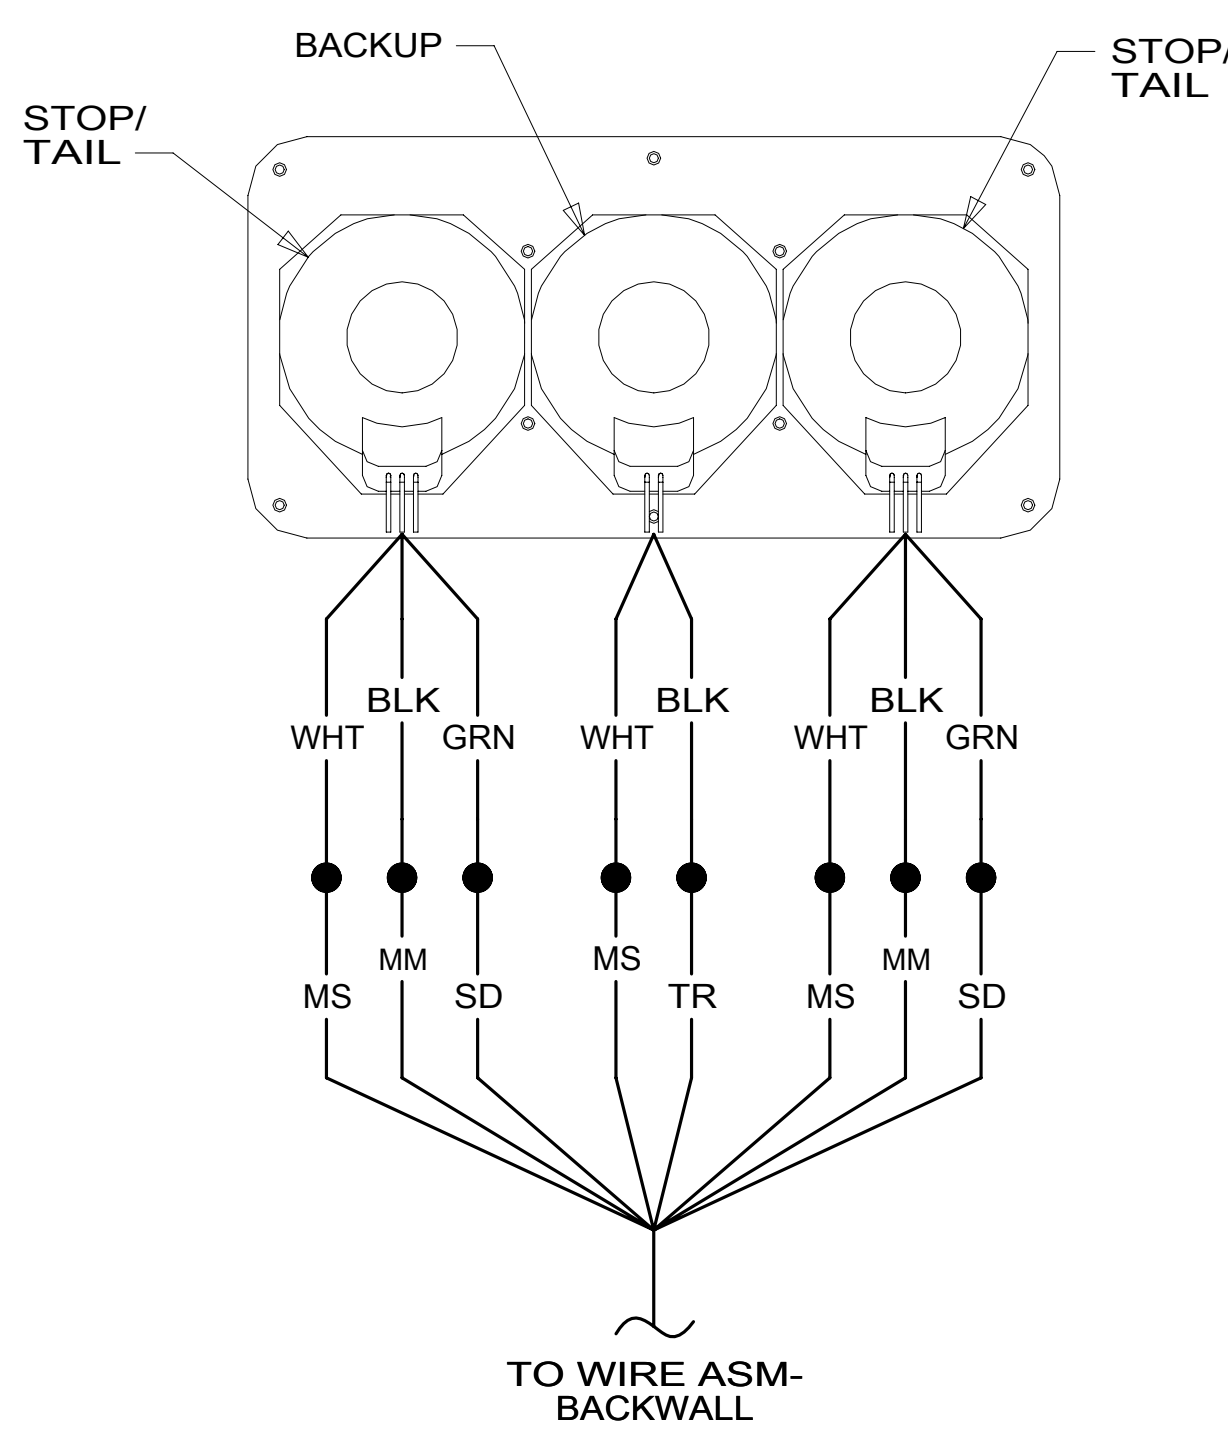 BACKUP
STOP/
TAIL
STOP/
TAIL
BLK
BLK
BLK
WHT
GRN
WHT
WHT
GRN
MM
MS
MM
MS
SD
TR
MS
SD
TO WIRE ASM-
BACKWALL